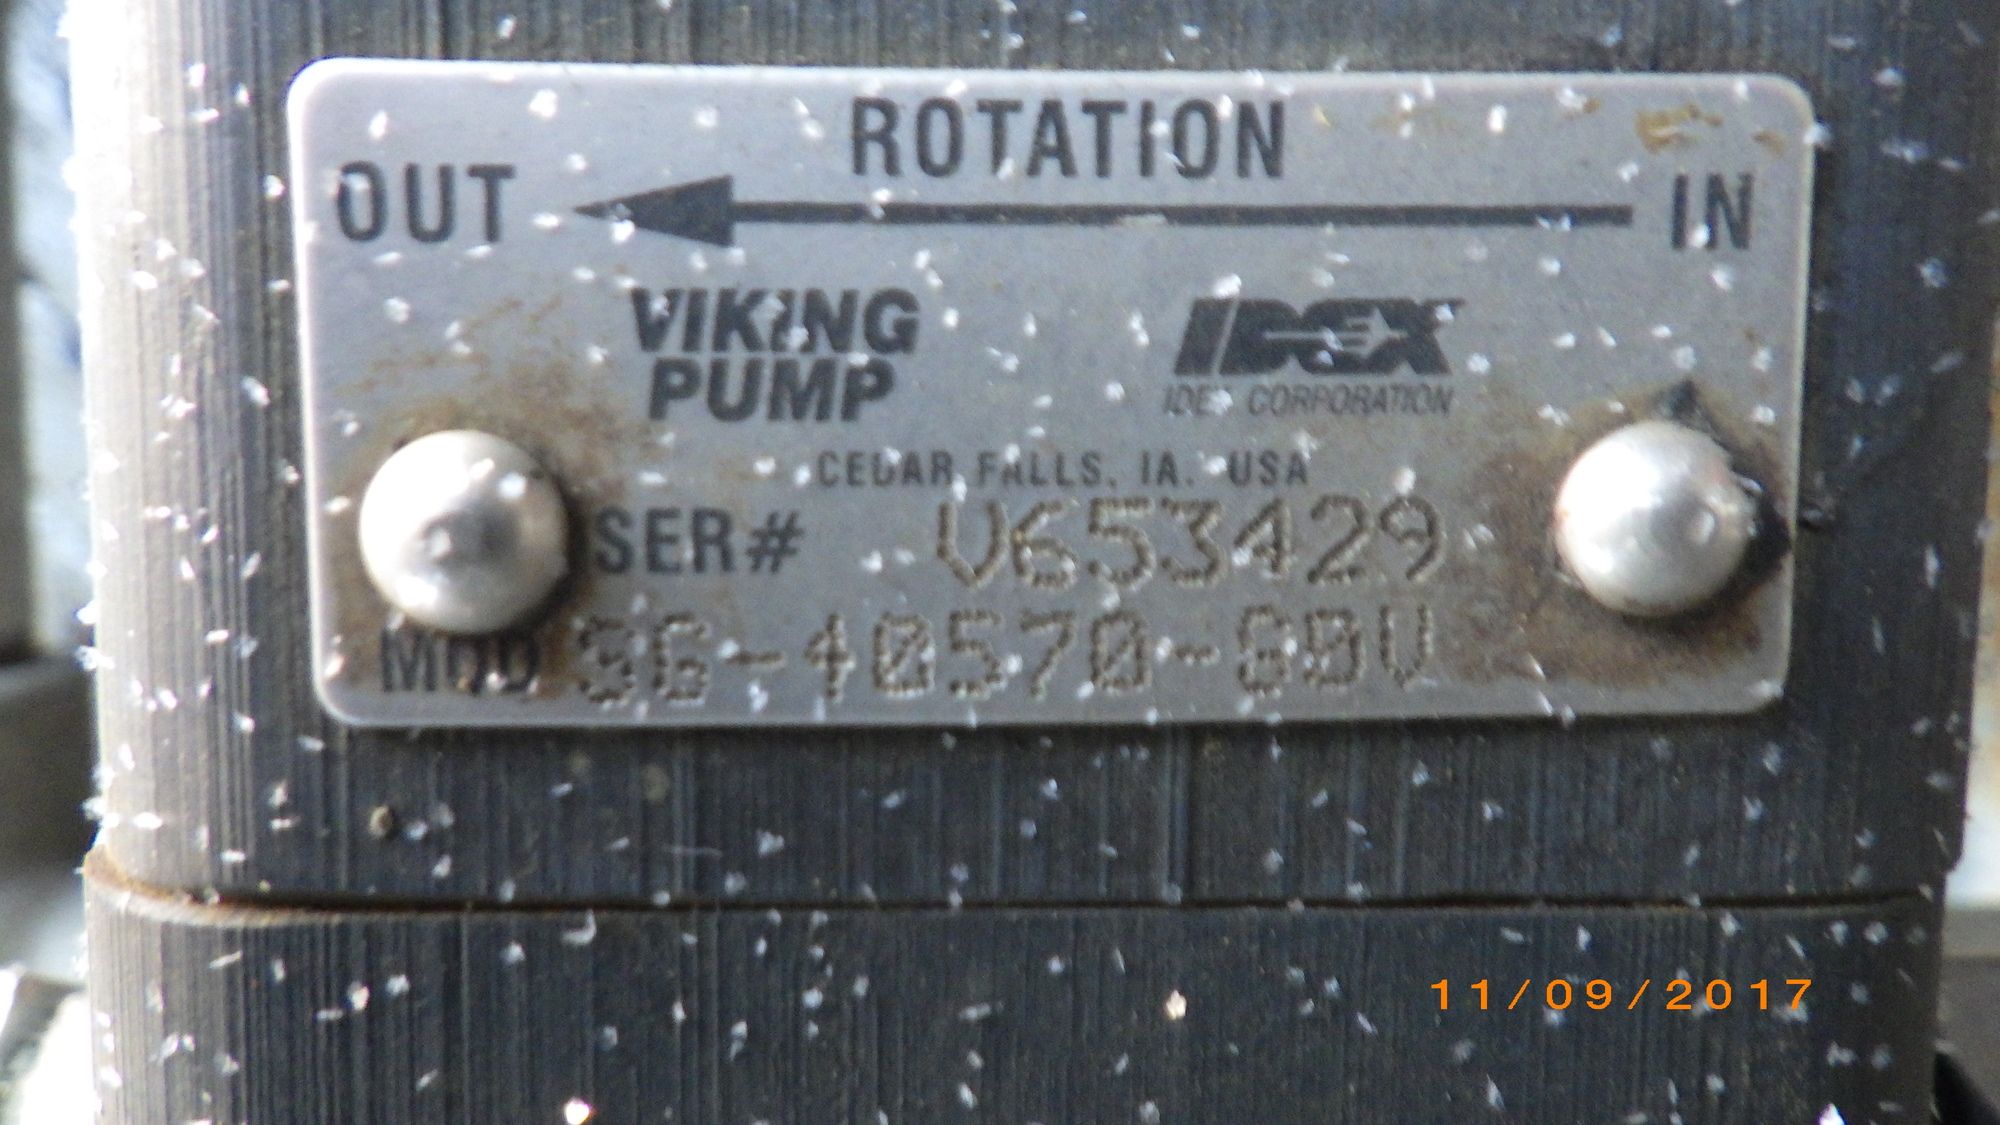 ROTATION
OUT IN
VIKING
PUMP
IDEX
IDEX CORPORATION
CEDAR FALLS, IA. USA
SER# V653429
MOD SG-40570-G0V
11/09/2017